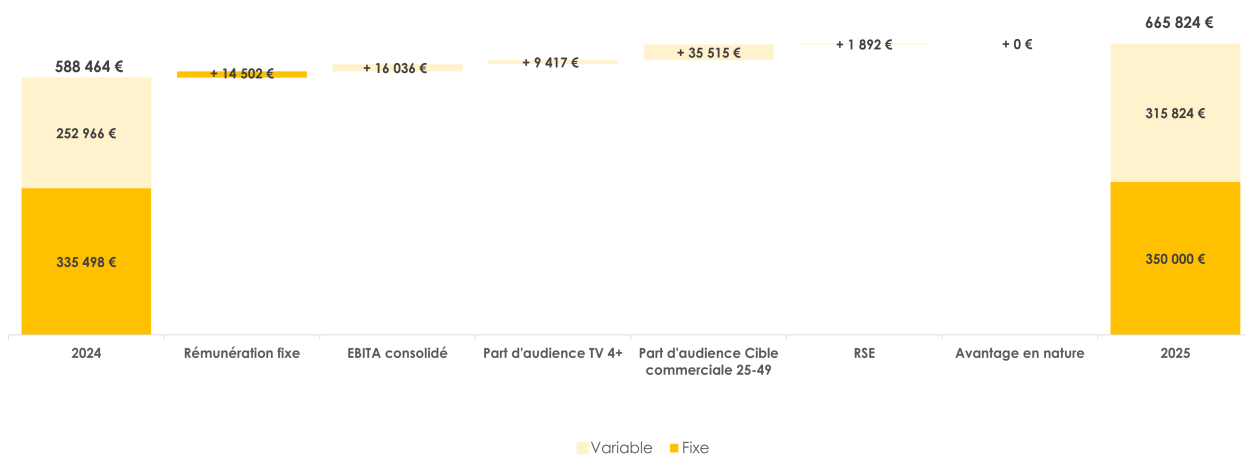 665 824 €
588 464 €
+ 14 502 €
+ 16 036 €
+ 9 417 €
+ 35 515 €
+ 1 892 €
+ 0 €
252 966 €
315 824 €
335 498 €
350 000 €
2024
Rémunération fixe
EBITA consolidé
Part d'audience TV 4+
Part d'audience Cible
commerciale 25-49
RSE
Avantage en nature
2025
Variable
Fixe